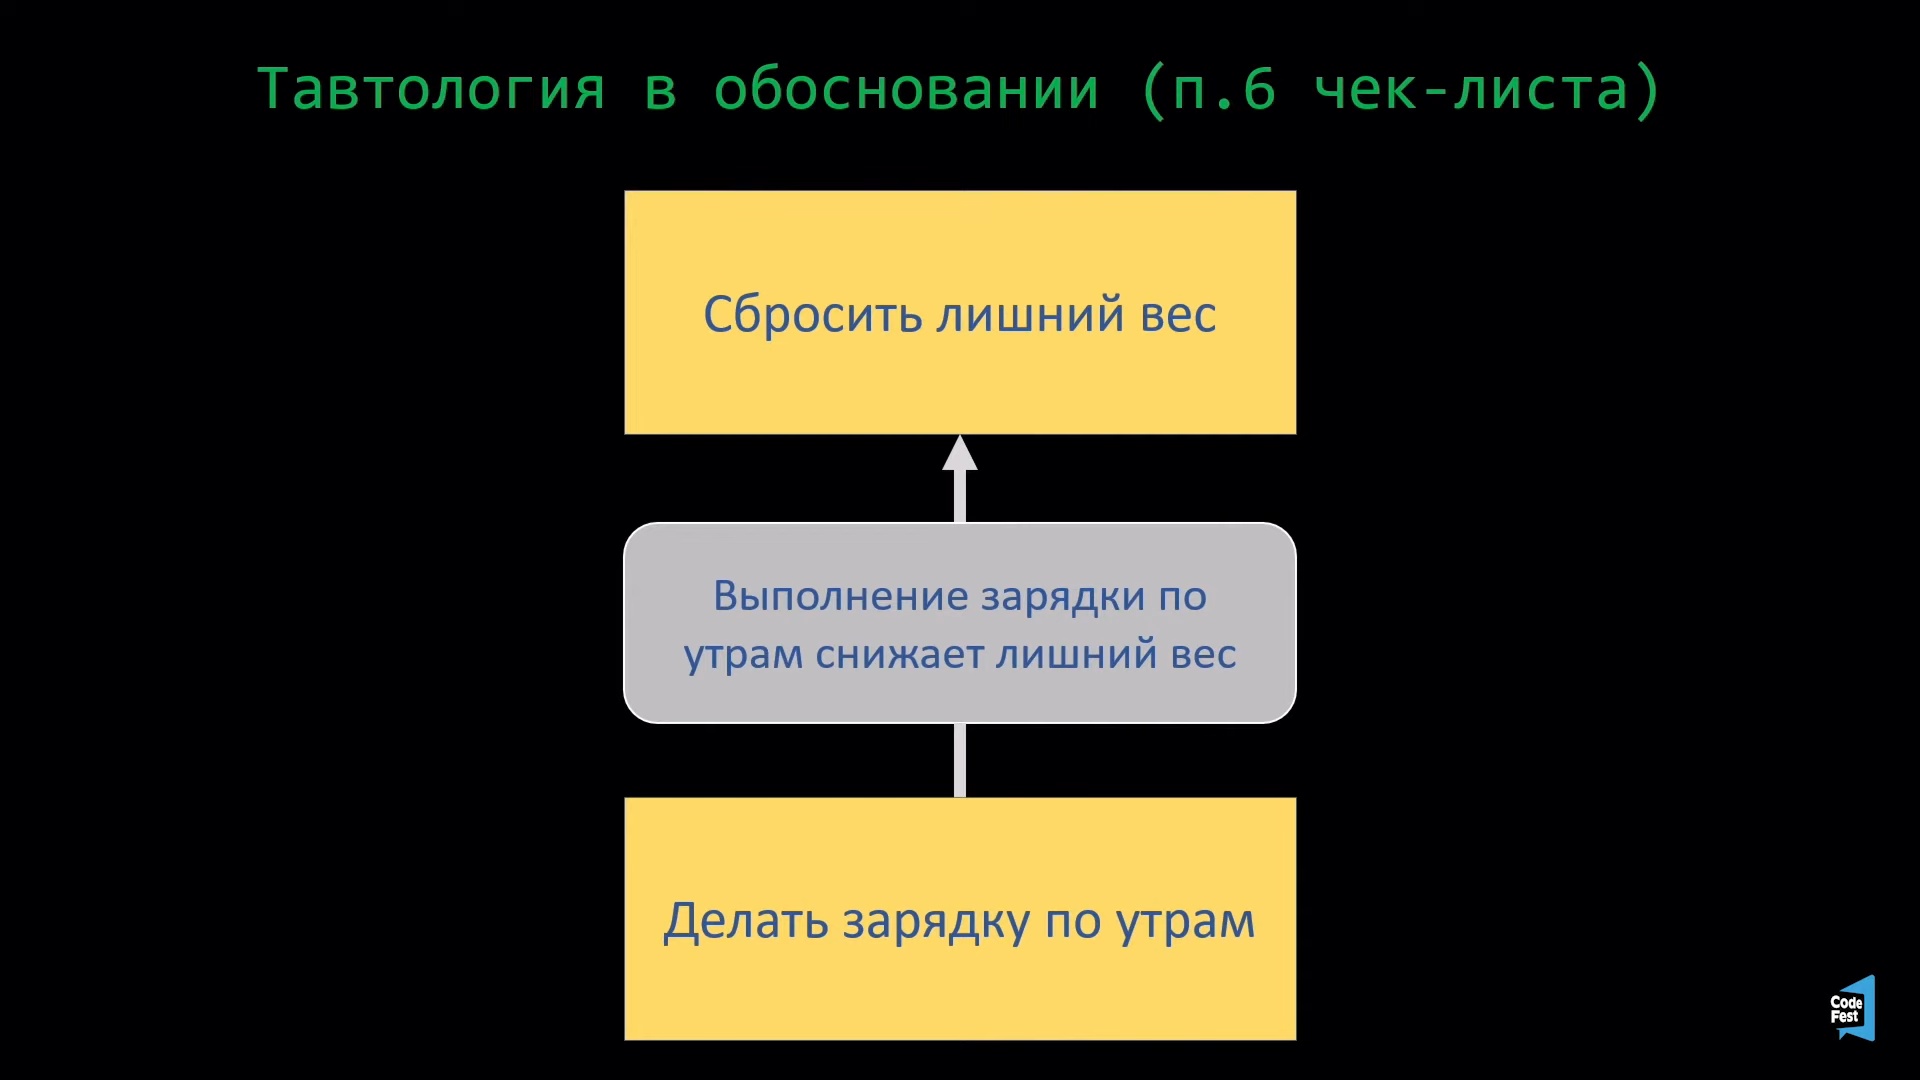 Тавтология в обосновании (п.6 чек-листа)
Сбросить лишний вес
Выполнение зарядки по
утрам снижает лишний вес
Делать зарядку по утрам
Code
Fest